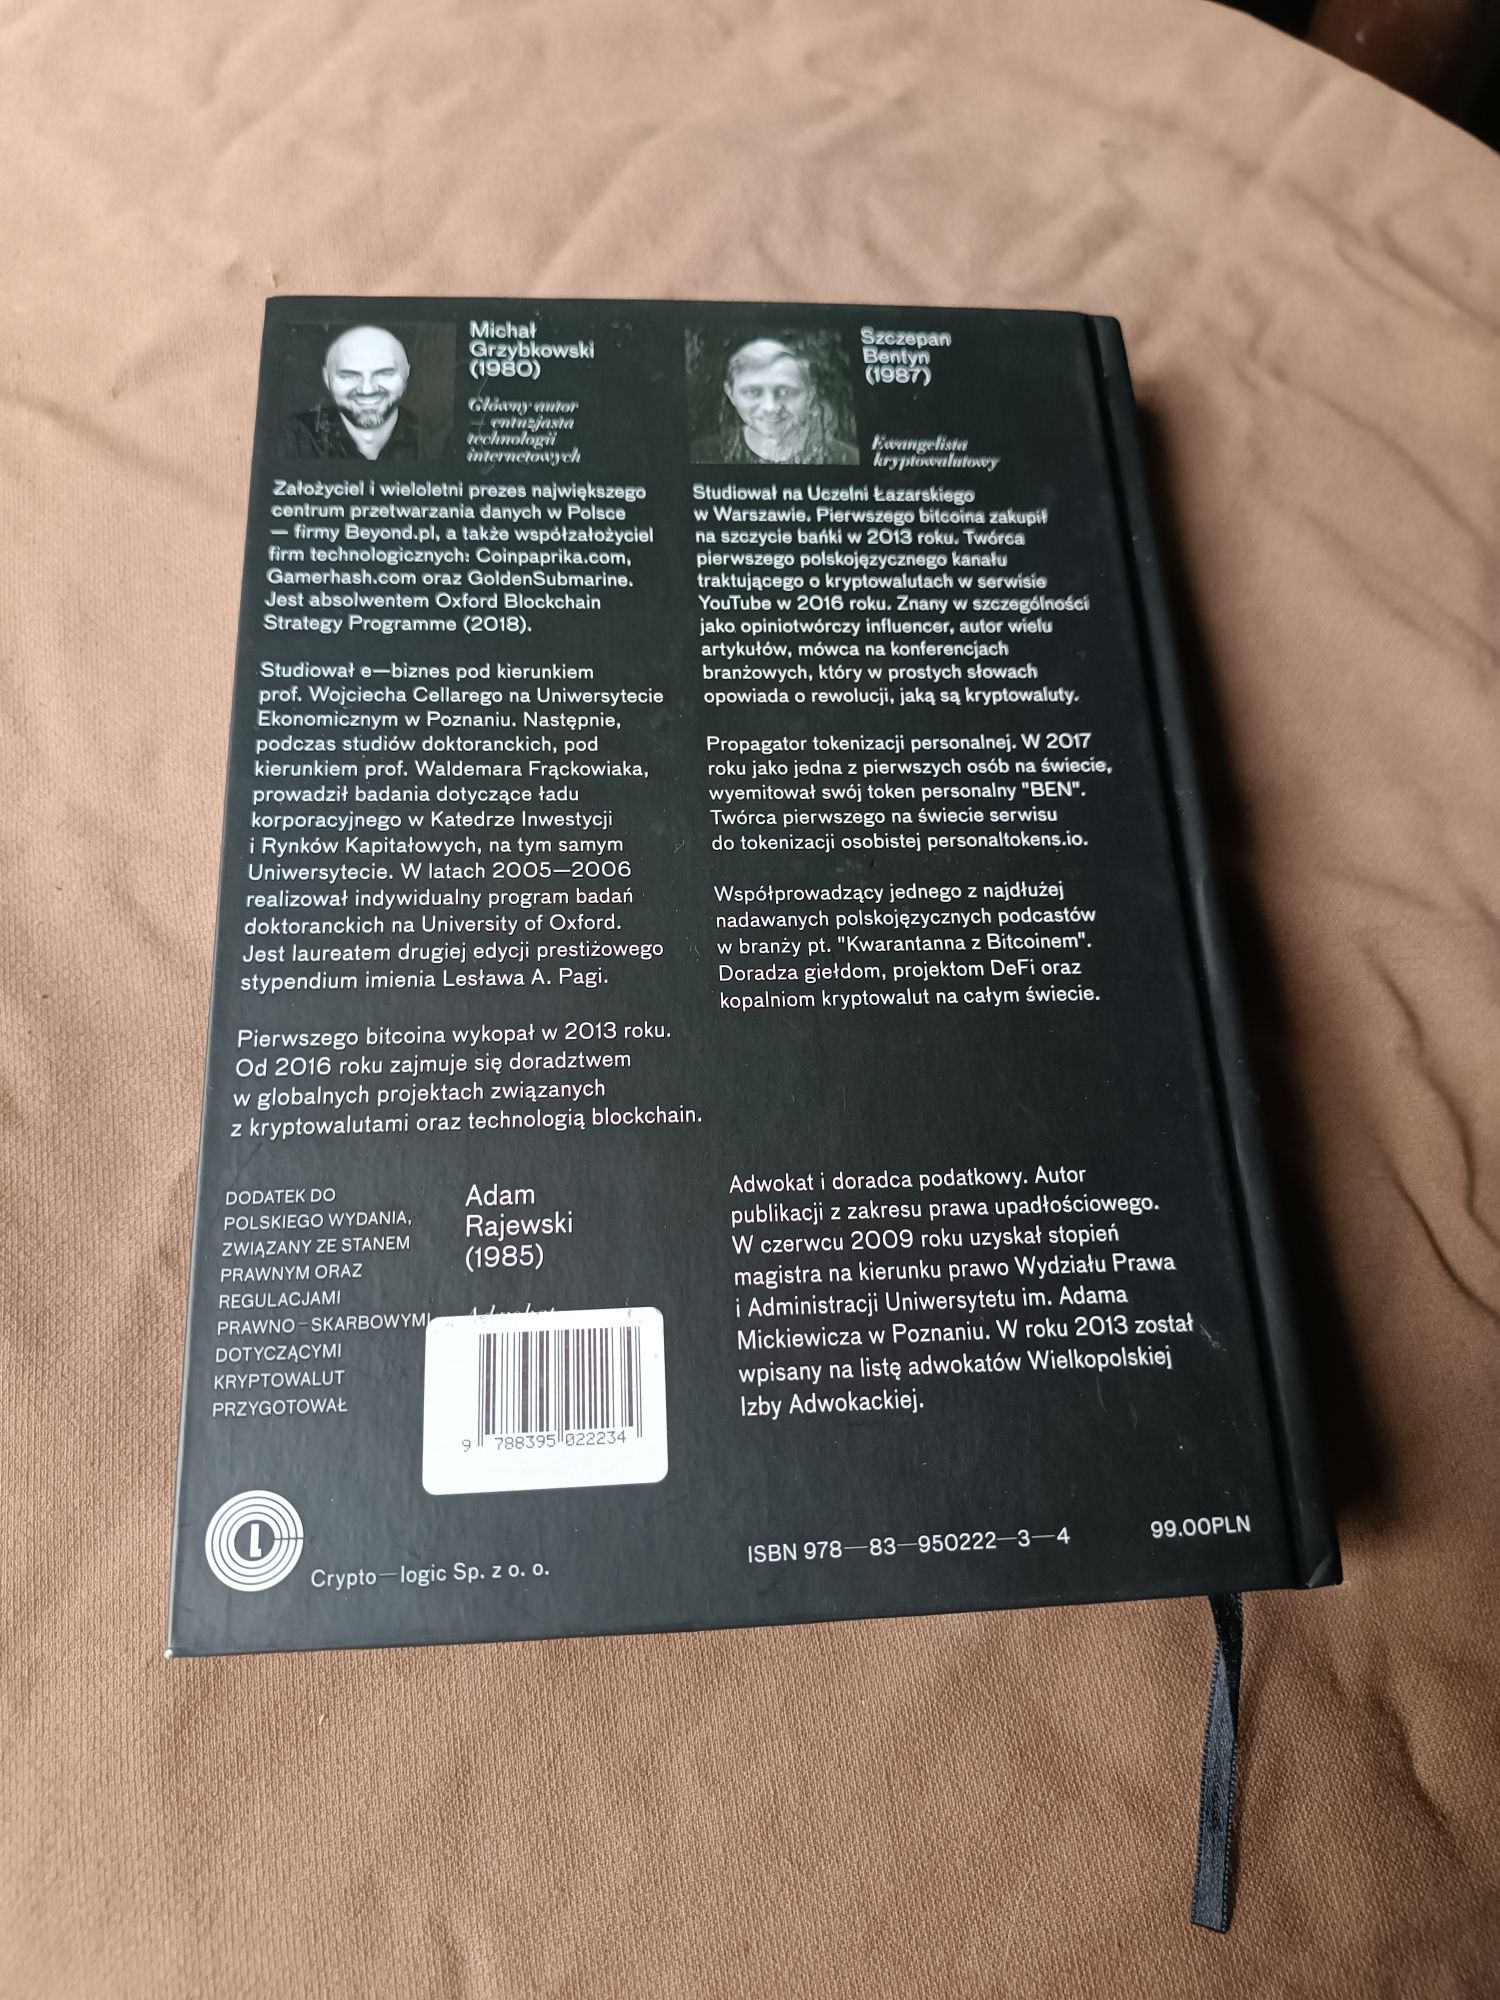 Michał
Grzybkowski
(1980)
Główny autor
— entuzjasta
technologii
internetowych
Założyciel i wieloletni prezes największego
centrum przetwarzania danych w Polsce
— firmy Beyond.pl, a także współzałożyciel
firm technologicznych: Coinpaprika.com,
Gamerhash.com oraz GoldenSubmarine.
Jest absolwentem Oxford Blockchain
Strategy Programme (2018).
Studiował e—biznes pod kierunkiem
prof. Wojciecha Cellarego na Uniwersytecie
Ekonomicznym w Poznaniu. Następnie,
podczas studiów doktoranckich, pod
kierunkiem prof. Waldemara Frąckowiaka,
prowadził badania dotyczące ładu
korporacyjnego w Katedrze Inwestycji
i Rynków Kapitałowych, na tym samym
Uniwersytecie. W latach 2005—2006
realizował indywidualny program badań
doktoranckich na University of Oxford.
Jest laureatem drugiej edycji prestiżowego
stypendium imienia Lesława A. Pagi.
Pierwszego bitcoina wykopał w 2013 roku.
Od 2016 roku zajmuje się doradztwem
w globalnych projektach związanych
z kryptowalutami oraz technologią blockchain.
Szczepan
Bentyn
(1987)
Ewangelista
kryptowalutowy
Studiował na Uczelni Łazarskiego
w Warszawie. Pierwszego bitcoina zakupił
na szczycie bańki w 2013 roku. Twórca
pierwszego polskojęzycznego kanału
traktującego o kryptowalutach w serwisie
YouTube w 2016 roku. Znany w szczególności
jako opiniotwórczy influencer, autor wielu
artykułów, mówca na konferencjach
branżowych, który w prostych słowach
opowiada o rewolucji, jaką są kryptowaluty.
Propagator tokenizacji personalnej. W 2017
roku jako jedna z pierwszych osób na świecie,
wyemitował swój token personalny "BEN".
Twórca pierwszego na świecie serwisu
do tokenizacji osobistej personaltokens.io.
Współprowadzący jednego z najdłużej
nadawanych polskojęzycznych podcastów
w branży pt. "Kwarantanna z Bitcoinem".
Doradza giełdom, projektom DeFi oraz
kopalniom kryptowalut na całym świecie.
DODATEK DO
POLSKIEGO WYDANIA,
ZWIĄZANY ZE STANEM
PRAWNYM ORAZ
REGULACJAMI
PRAWNO—SKARBOWYMI
DOTYCZĄCYMI
KRYPTOWALUT
PRZYGOTOWAŁ
Adam
Rajewski
(1985)
Adwokat i doradca podatkowy. Autor
publikacji z zakresu prawa upadłościowego.
W czerwcu 2009 roku uzyskał stopień
magistra na kierunku prawo Wydziału Prawa
i Administracji Uniwersytetu im. Adama
Mickiewicza w Poznaniu. W roku 2013 został
wpisany na listę adwokatów Wielkopolskiej
Izby Adwokackiej.
9 788395 022234
Crypto—logic Sp. z o. o.
ISBN 978—83—950222—3—4
99.00PLN